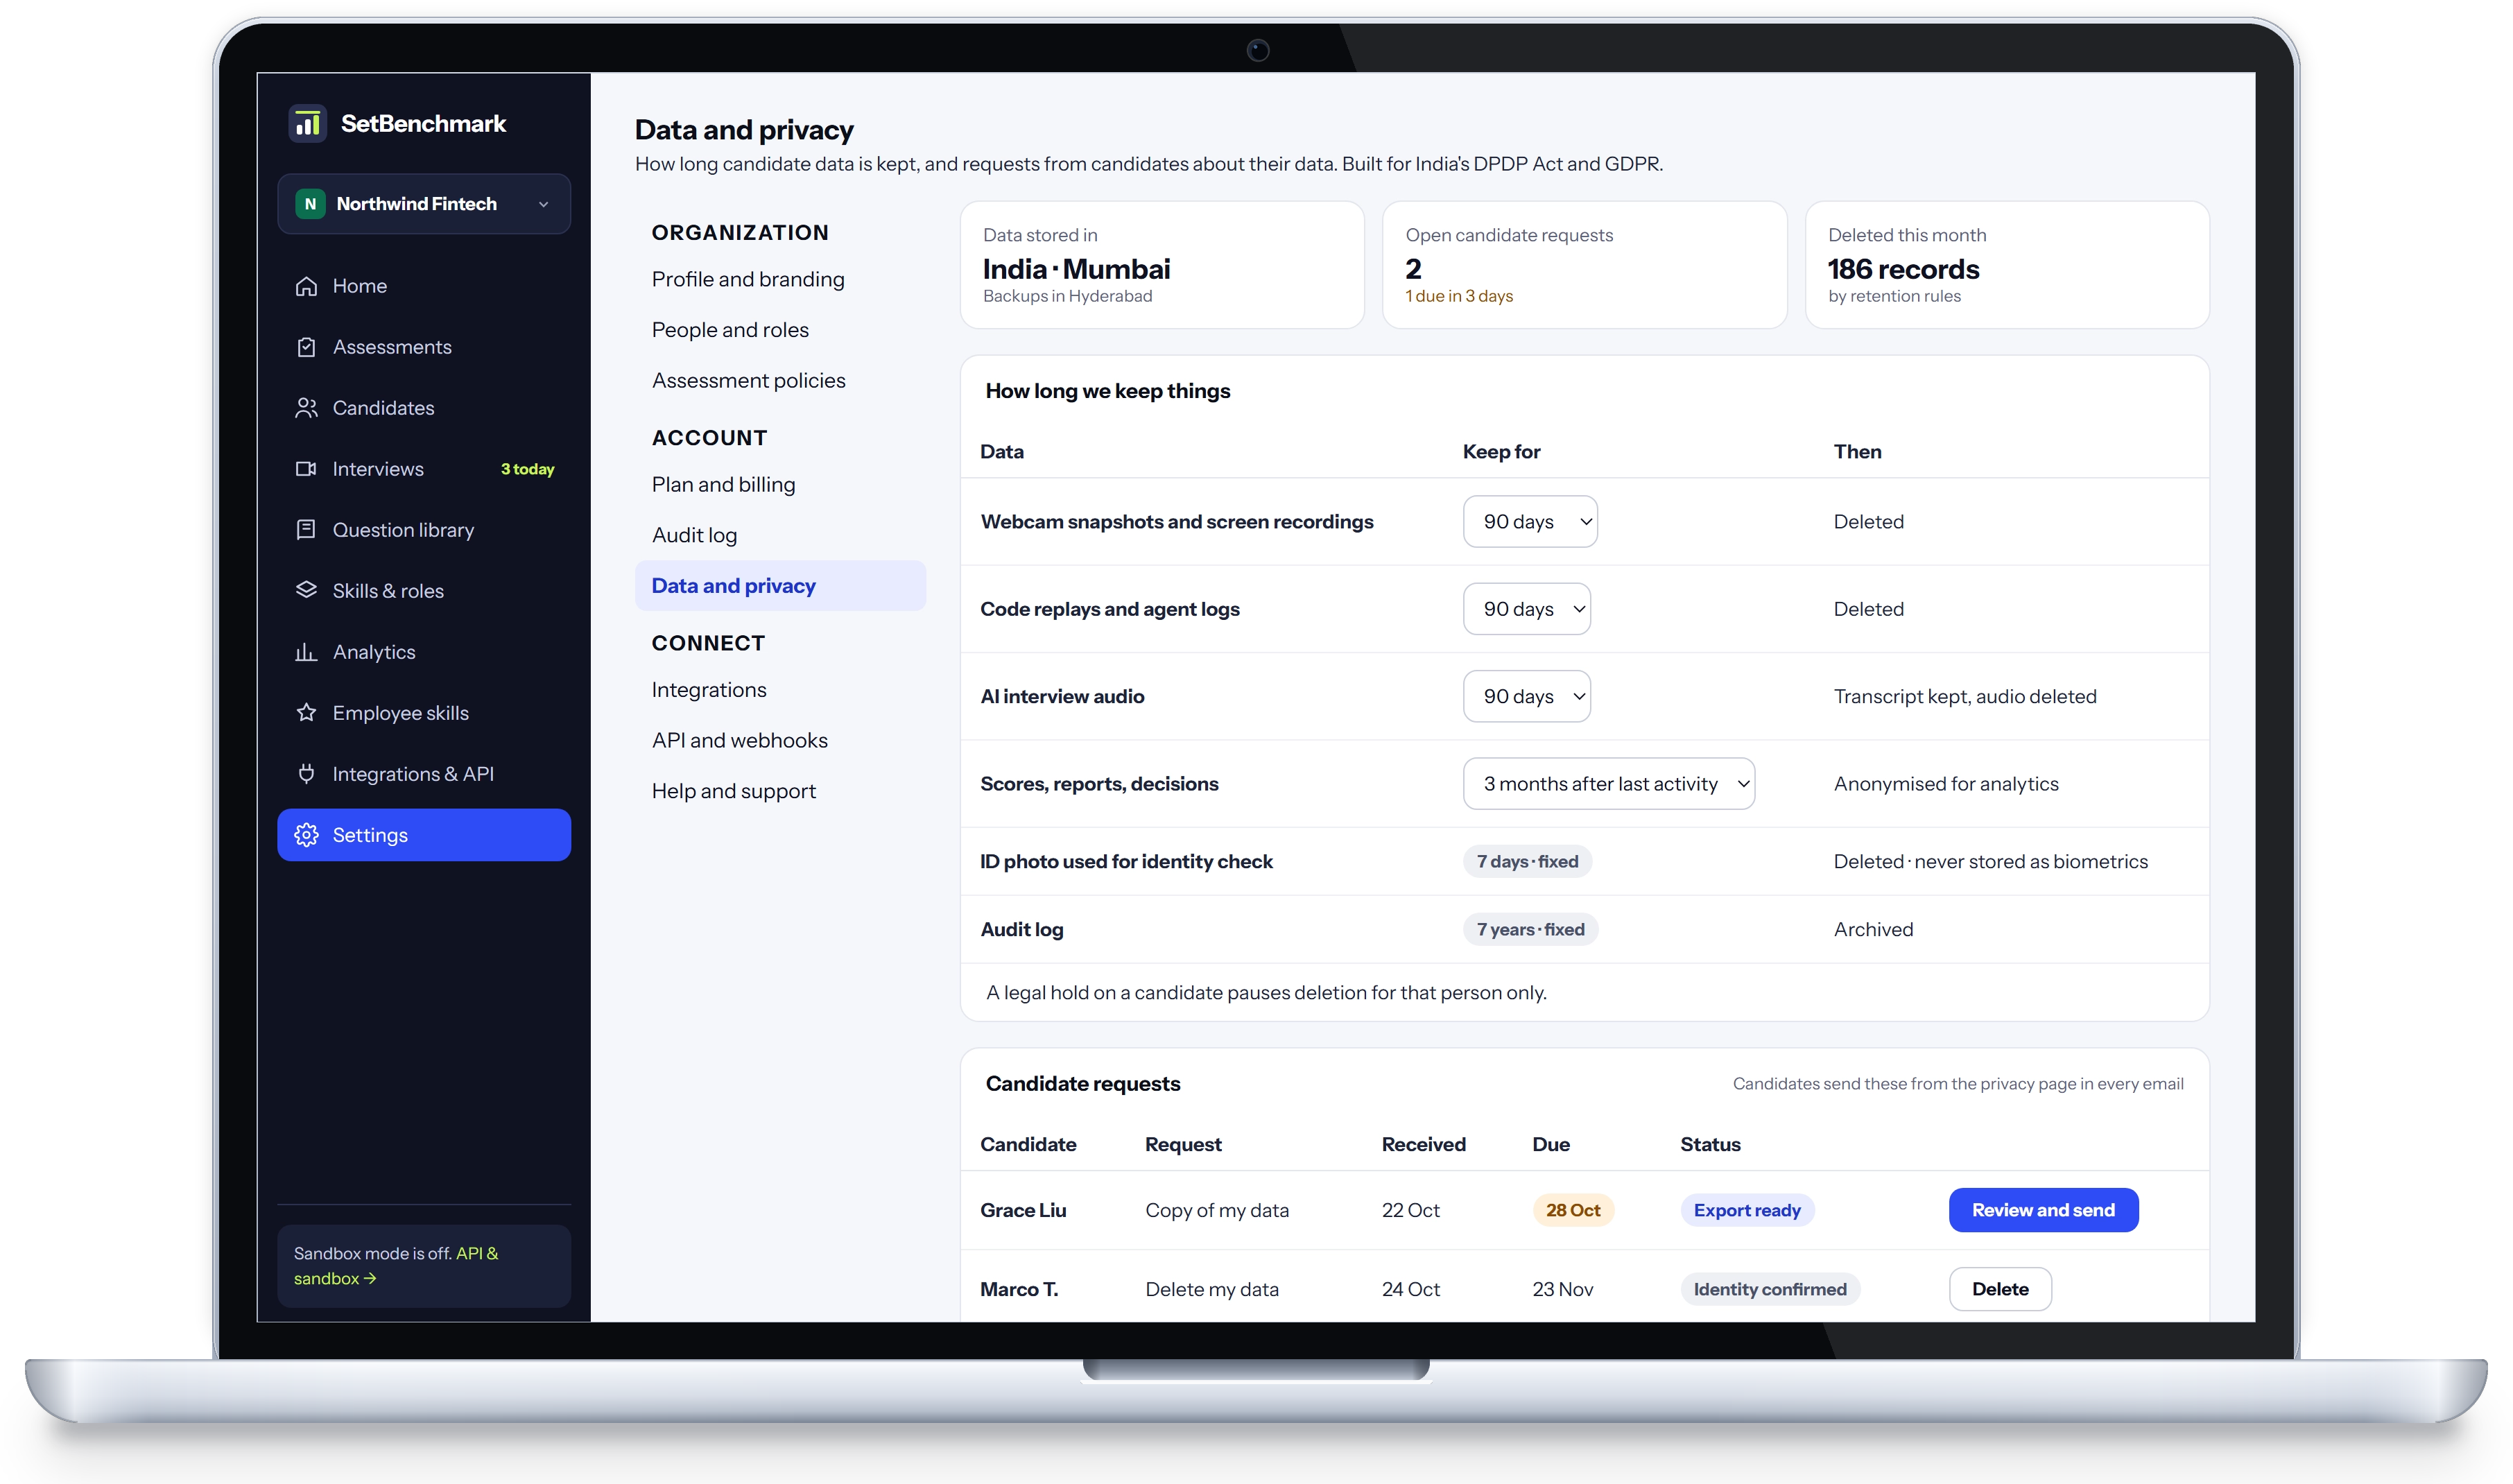 SetBenchmark
N Northwind Fintech
Home
Assessments
Candidates
Interviews 3 today
Question library
Skills & roles
Analytics
Employee skills
Integrations & API
Settings
Sandbox mode is off. API &
sandbox →
Data and privacy
How long candidate data is kept, and requests from candidates about their data. Built for India's DPDP Act and GDPR.
ORGANIZATION
Profile and branding
People and roles
Assessment policies
ACCOUNT
Plan and billing
Audit log
Data and privacy
CONNECT
Integrations
API and webhooks
Help and support
Data stored in
India · Mumbai
Backups in Hyderabad
Open candidate requests
2
1 due in 3 days
Deleted this month
186 records
by retention rules
How long we keep things
Data Keep for Then
Webcam snapshots and screen recordings 90 days Deleted
Code replays and agent logs 90 days Deleted
AI interview audio 90 days Transcript kept, audio deleted
Scores, reports, decisions 3 months after last activity Anonymised for analytics
ID photo used for identity check 7 days · fixed Deleted · never stored as biometrics
Audit log 7 years · fixed Archived
A legal hold on a candidate pauses deletion for that person only.
Candidate requests Candidates send these from the privacy page in every email
Candidate Request Received Due Status
Grace Liu Copy of my data 22 Oct 28 Oct Export ready Review and send
Marco T. Delete my data 24 Oct 23 Nov Identity confirmed Delete